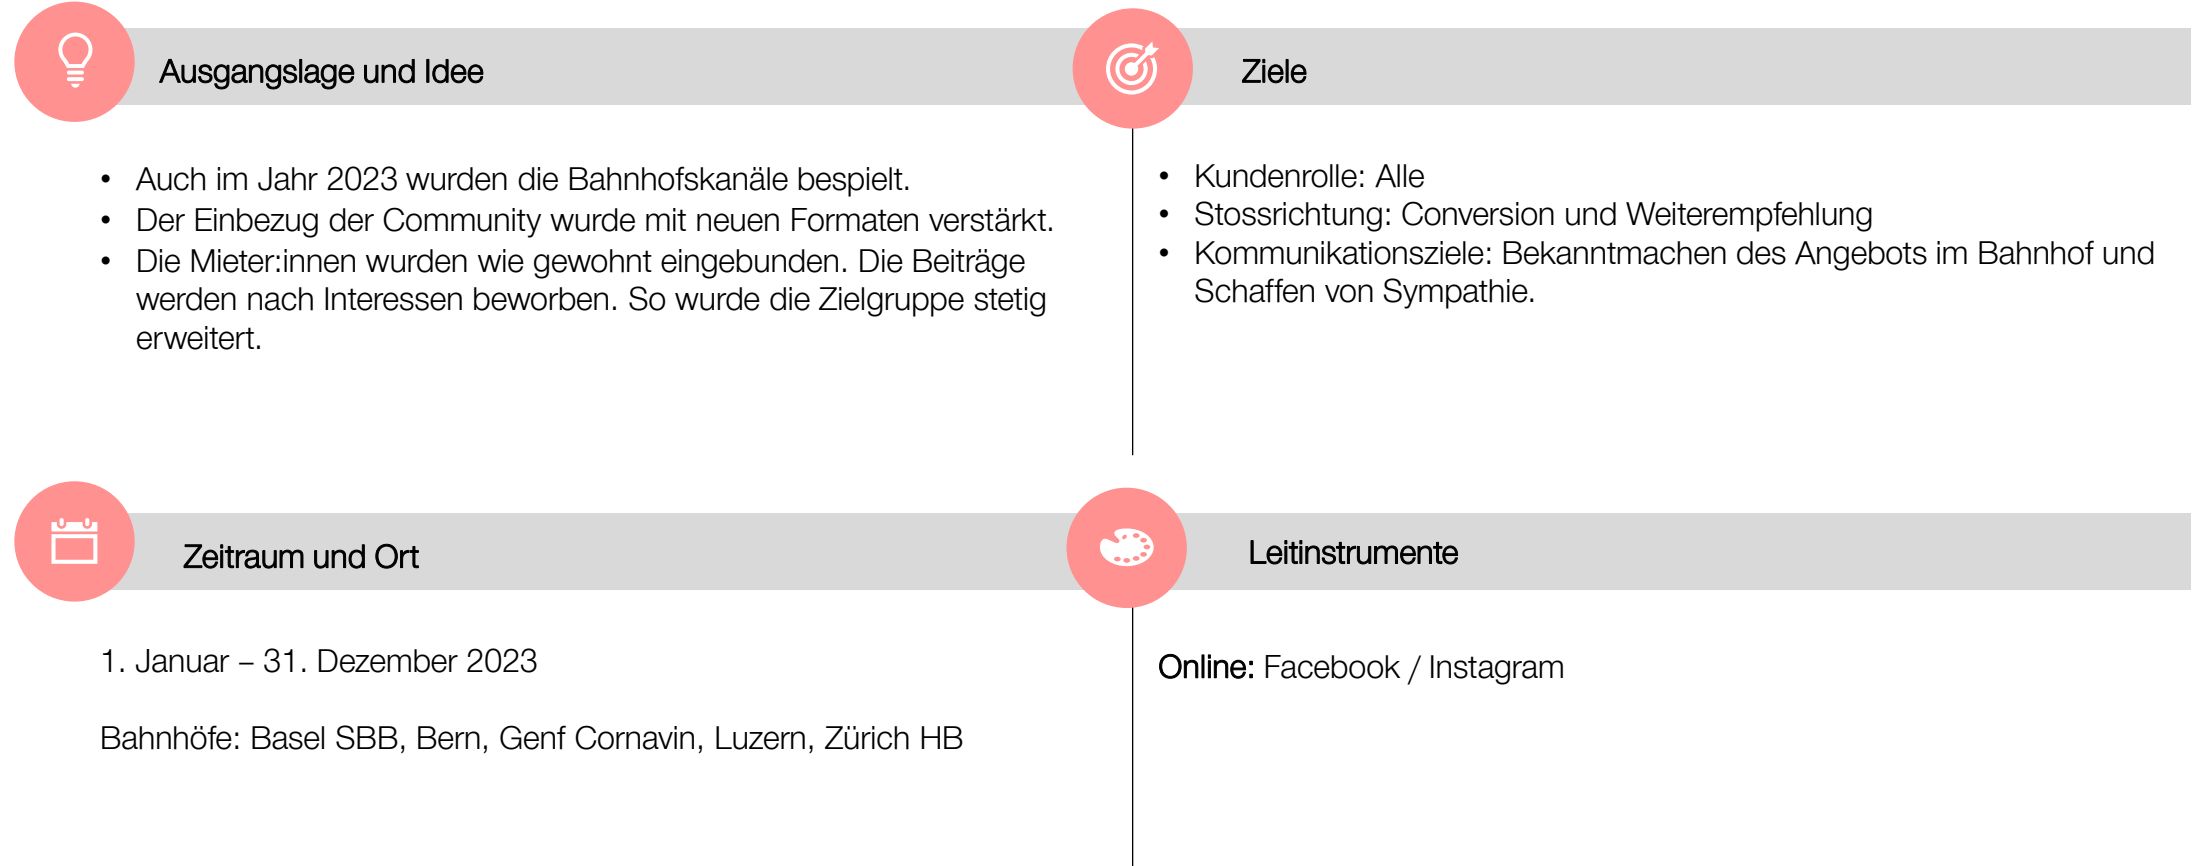 Ausgangslage und Idee
• Auch im Jahr 2023 wurden die Bahnhofskanäle bespielt.
• Der Einbezug der Community wurde mit neuen Formaten verstärkt.
• Die Mieter:innen wurden wie gewohnt eingebunden. Die Beiträge
werden nach Interessen beworben. So wurde die Zielgruppe stetig
erweitert.
Ziele
• Kundenrolle: Alle
• Stossrichtung: Conversion und Weiterempfehlung
• Kommunikationsziele: Bekanntmachen des Angebots im Bahnhof und
Schaffen von Sympathie.
Zeitraum und Ort
1. Januar – 31. Dezember 2023
Bahnhöfe: Basel SBB, Bern, Genf Cornavin, Luzern, Zürich HB
Leitinstrumente
Online: Facebook / Instagram